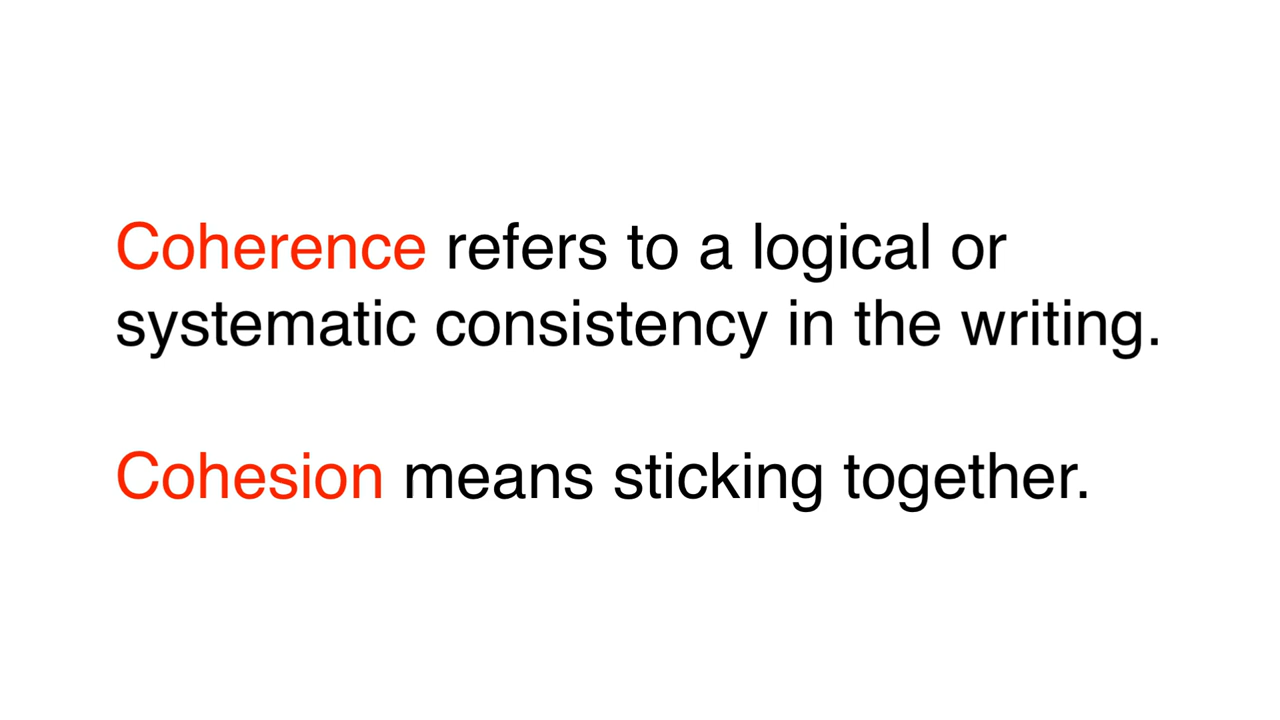 Coherence refers to a logical or
systematic consistency in the writing.
Cohesion means sticking together.